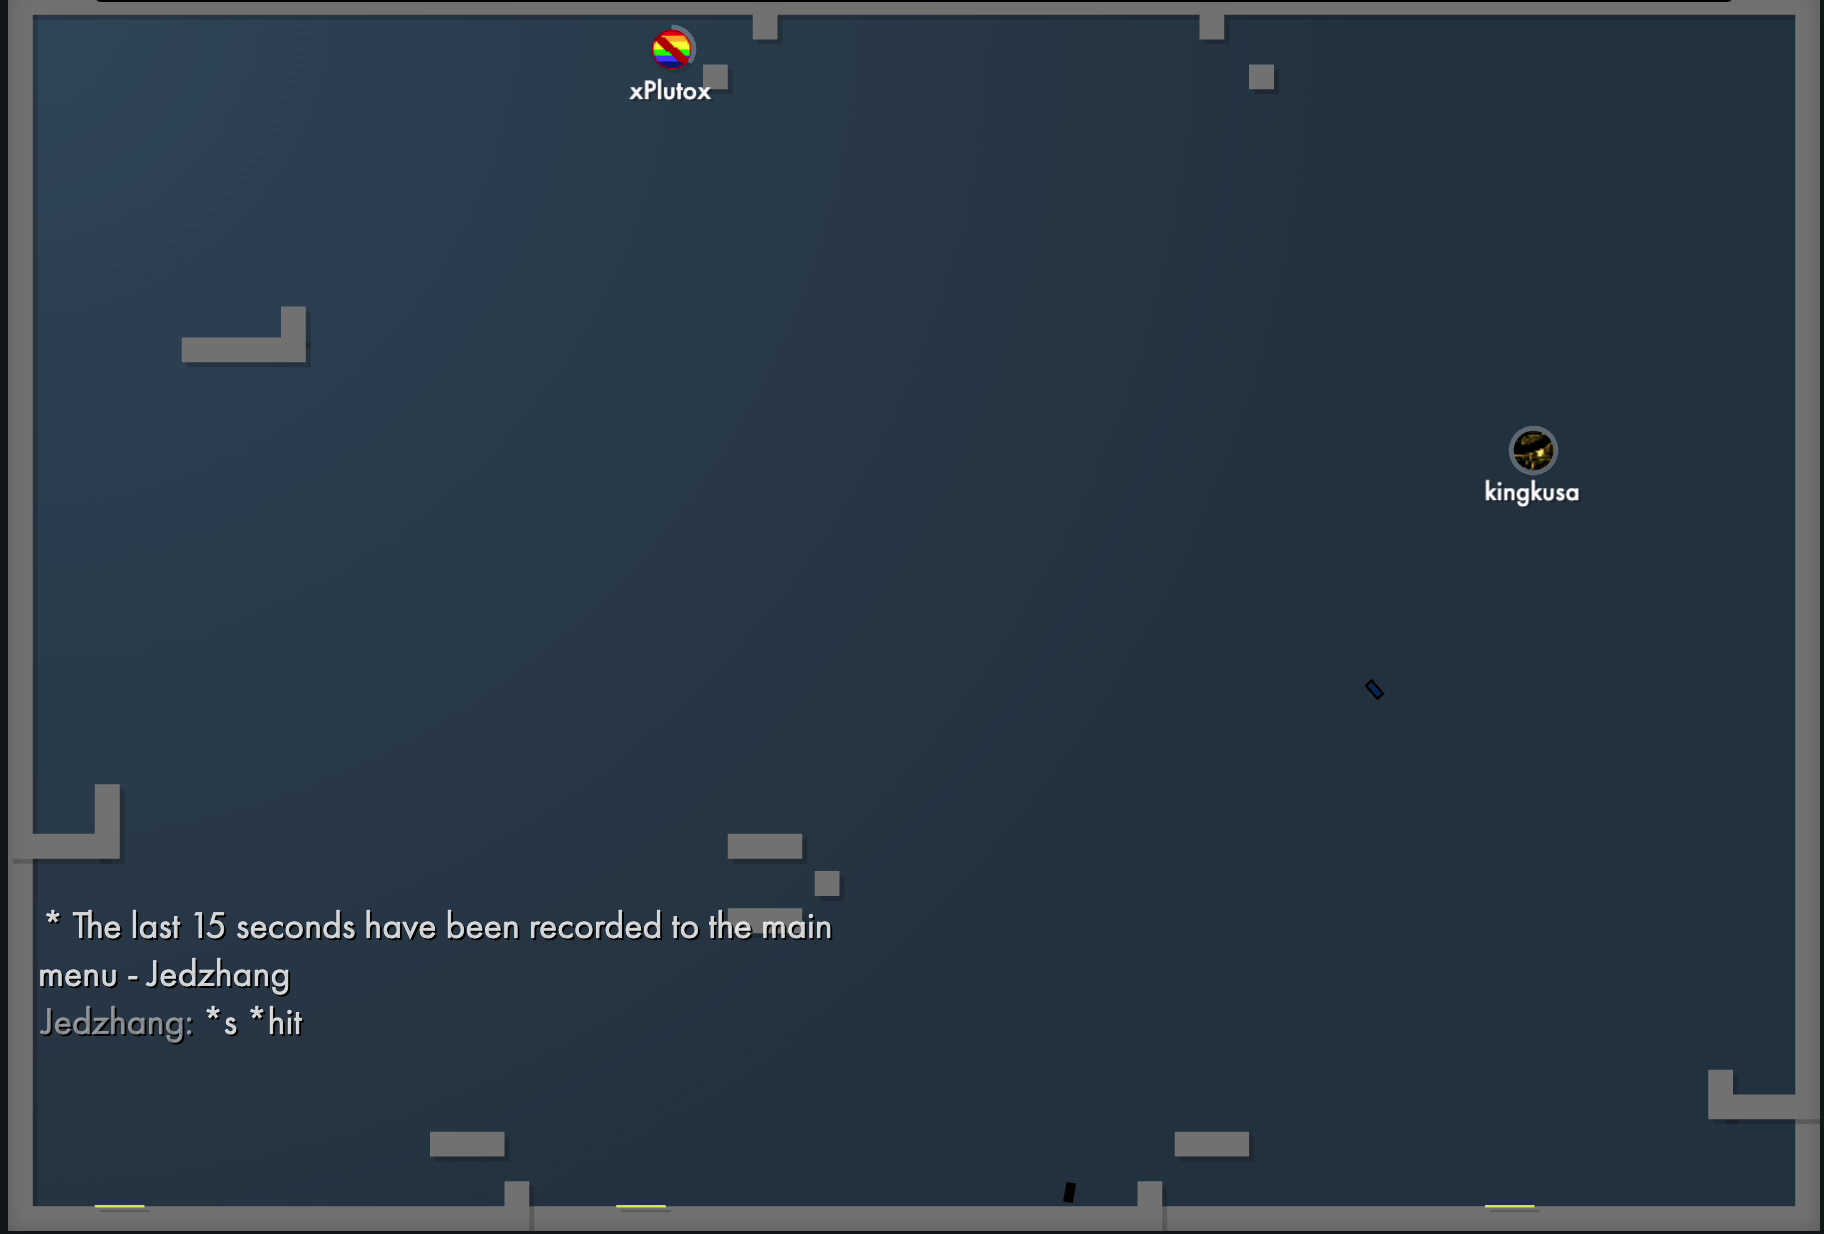 xPlutox
kingkusa
* The last 15 seconds have been recorded to the main
menu - Jedzhang
Jedzhang: *s *hit